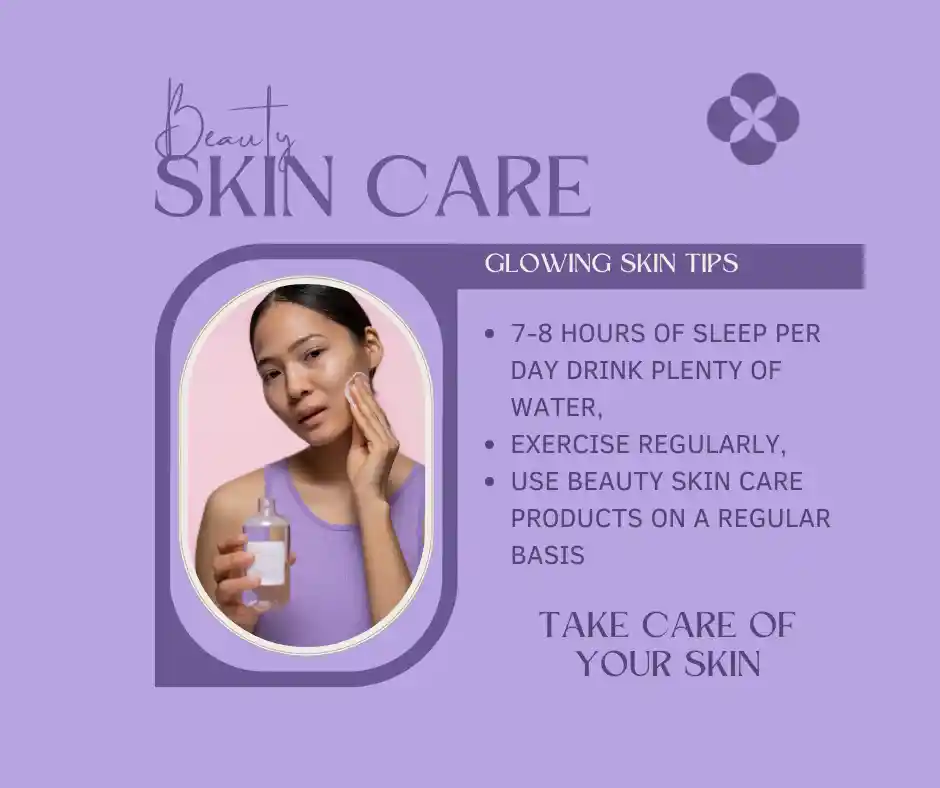 Beauty
SKIN CARE
GLOWING SKIN TIPS
• 7-8 HOURS OF SLEEP PER
DAY DRINK PLENTY OF
WATER,
• EXERCISE REGULARLY,
• USE BEAUTY SKIN CARE
PRODUCTS ON A REGULAR
BASIS
TAKE CARE OF
YOUR SKIN